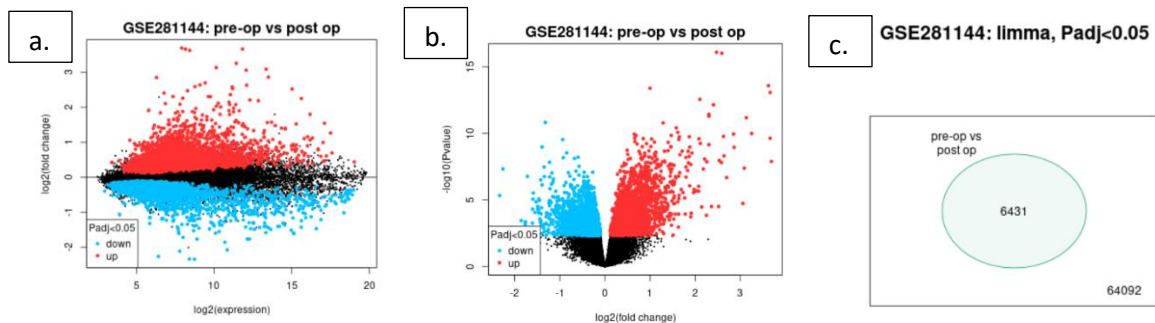 a.
GSE281144: pre-op vs post op
log2(fold change)
3
2
1
0
-1
-2
Padj<0.05
down
up
5
10
15
20
log2(expression)
b.
GSE281144: pre-op vs post op
-log10(Pvalue)
15
10
5
0
Padj<0.05
down
up
-2
-1
0
1
2
3
log2(fold change)
c.
GSE281144: limma, Padj<0.05
pre-op vs
post op
6431
64092